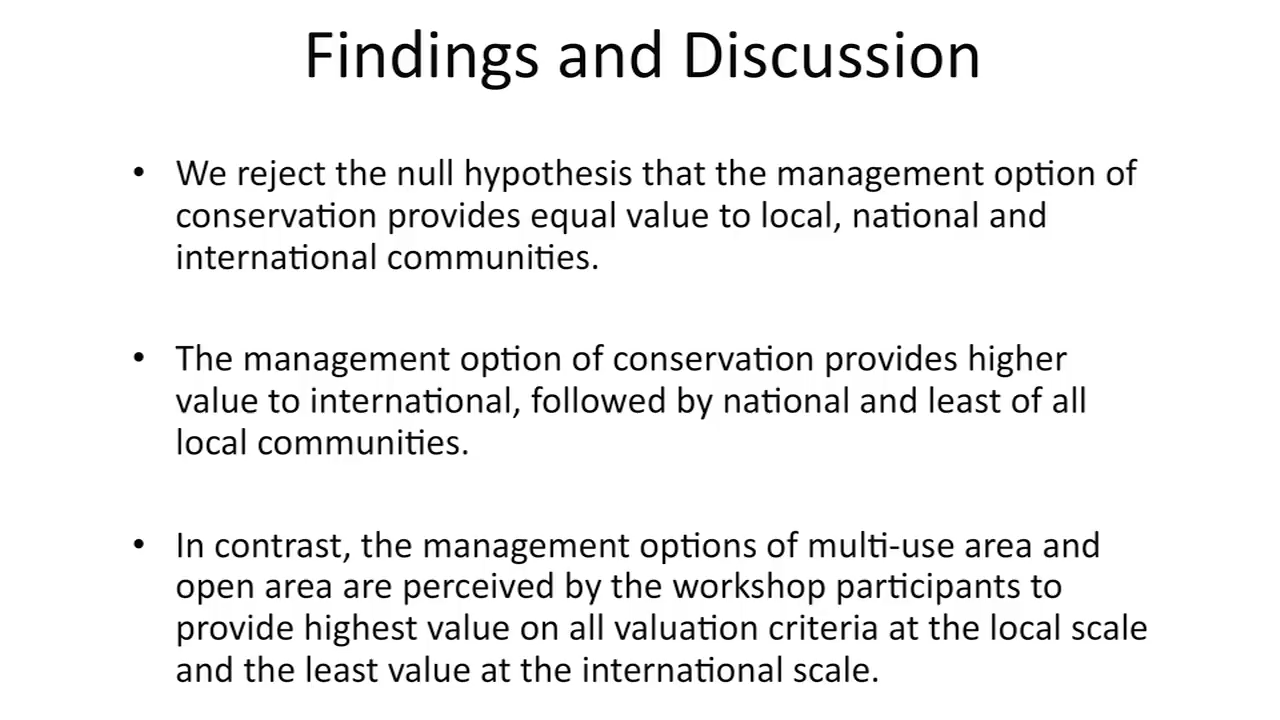 Findings and Discussion
• We reject the null hypothesis that the management option of
conservation provides equal value to local, national and
international communities.
• The management option of conservation provides higher
value to international, followed by national and least of all
local communities.
• In contrast, the management options of multi-use area and
open area are perceived by the workshop participants to
provide highest value on all valuation criteria at the local scale
and the least value at the international scale.